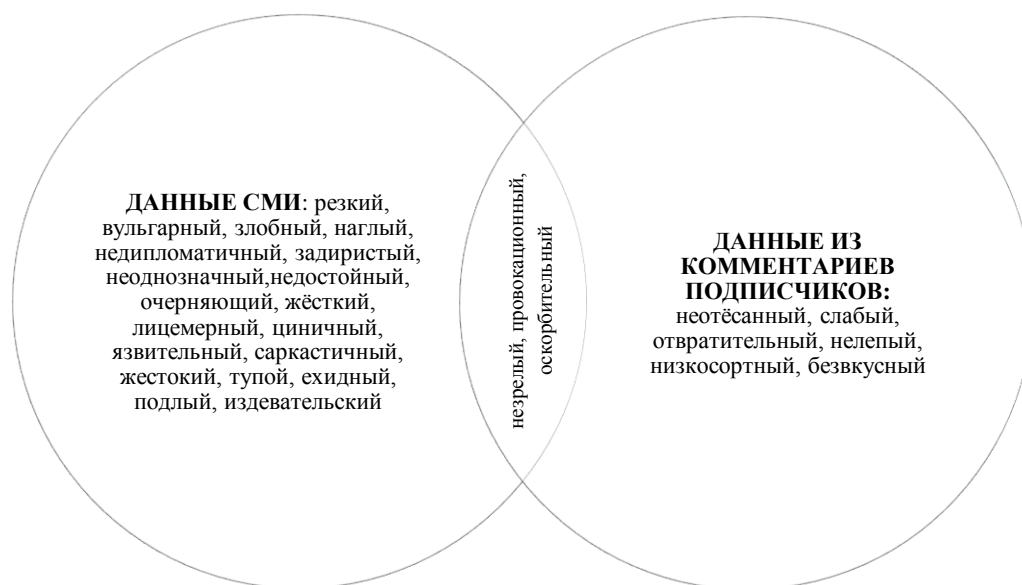 ДАННЫЕ СМИ: резкий,
вульгарный, злобный, наглый,
недипломатичный, задиристый,
неоднозначный,недостойный,
очерняющий, жёсткий,
лицемерный, циничный,
язвительный, саркастичный,
жестокий, тупой, ехидный,
подлый, издевательский
незрелый, провокационный,
оскорбительный
ДАННЫЕ ИЗ
КОММЕНТАРИЕВ
ПОДПИСЧИКОВ:
неотёсанный, слабый,
отвратительный, нелепый,
низкосортный, безвкусный